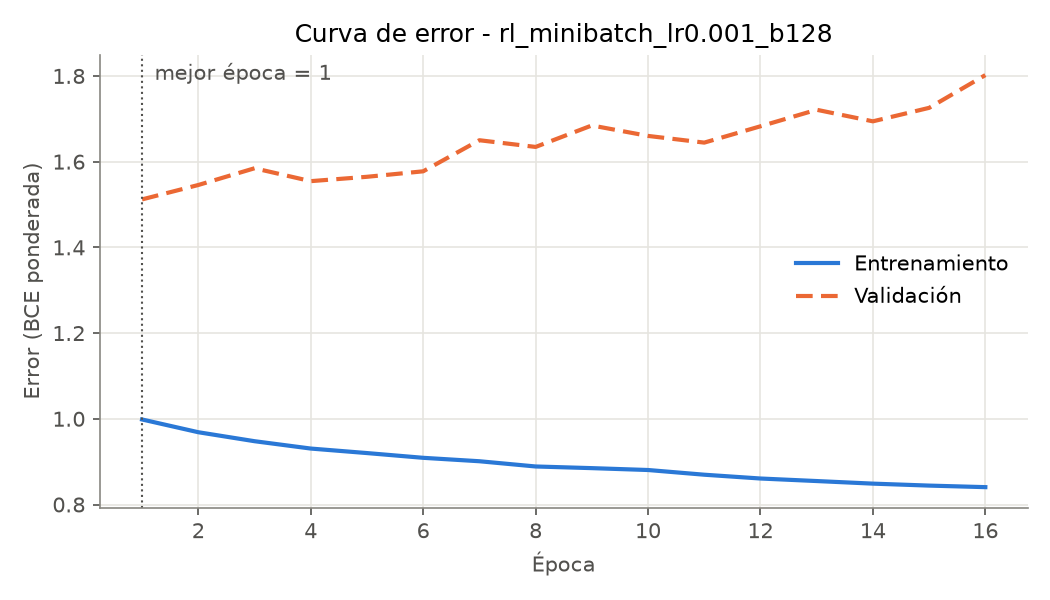 Curva de error - rl_minibatch_lr0.001_b128
mejor época = 1
1.8
1.6
1.4
1.2
1.0
0.8
Error (BCE ponderada)
Entrenamiento
Validación
2 4 6 8 10 12 14 16
Época